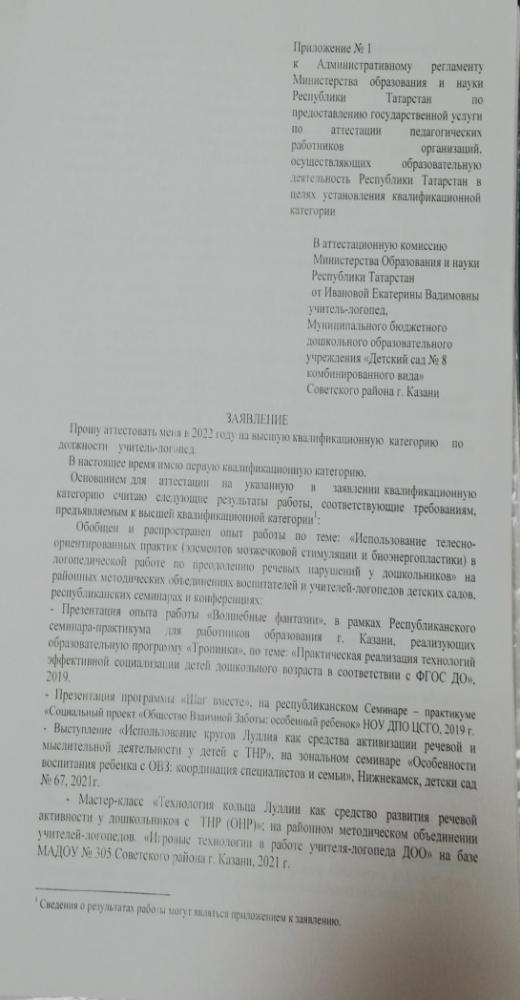 Приложение № 1
к Административному регламенту
Министерства образования и науки
Республики Татарстан по
предоставлению государственной услуги
по аттестации педагогических
работников организаций,
осуществляющих образовательную
деятельность Республики Татарстан в
целях установления квалификационной
категории
В аттестационную комиссию
Министерства Образования и науки
Республики Татарстан
от Ивановой Екатерины Вадимовны
учитель-логопед,
Муниципального бюджетного
дошкольного образовательного
учреждения «Детский сад № 8
комбинированного вида»
Советского района г. Казани
ЗАЯВЛЕНИЕ
Прошу аттестовать меня в 2022 году на высшую квалификационную категорию по
должности учитель-логопед.
В настоящее время имею первую квалификационную категорию.
Основанием для аттестации на указанную в заявлении квалификационную
категорию считаю следующие результаты работы, соответствующие требованиям,
предъявляемым к высшей квалификационной категории¹:
Обобщен и распространен опыт работы по теме: «Использование телесно-
ориентированных практик (элементов мозжечковой стимуляции и биоэнергопластики) в
логопедической работе по преодолению речевых нарушений у дошкольников» на
районных методических объединениях воспитателей и учителей-логопедов детских садов,
республиканских семинарах и конференциях:
- Презентация опыта работы «Волшебные фантазии», в рамках Республиканского
семинара-практикума для работников образования г. Казани, реализующих
образовательную программу «Тропинки», по теме: «Практическая реализация технологий
эффективной социализации детей дошкольного возраста в соответствии с ФГОС ДО»,
2019.
- Презентация программы «Шаг вместе», на республиканском Семинаре – практикуме
«Социальный проект «Общество Взаимной Заботы: особенный ребенок» НОУ ДПО ЦСГО, 2019 г.
- Выступление «Использование кругов Луллия как средства активизации речевой и
мыслительной деятельности у детей с ТНР», на зональном семинаре «Особенности
воспитания ребенка с ОВЗ: координация специалистов и семьи», Нижнекамск, детски сад
№ 67, 2021г.
- Мастер-класс «Технология кольца Луллии как средство развития речевой
активности у дошкольников с ТНР (ОНР)»; на районном методическом объединении
учителей-логопедов. «Игровые технологии в работе учителя-логопеда ДОО» на базе
МАДОУ № 305 Советского района г. Казани, 2021 г.
¹ Сведения о результатах работы могут являться приложением к заявлению.